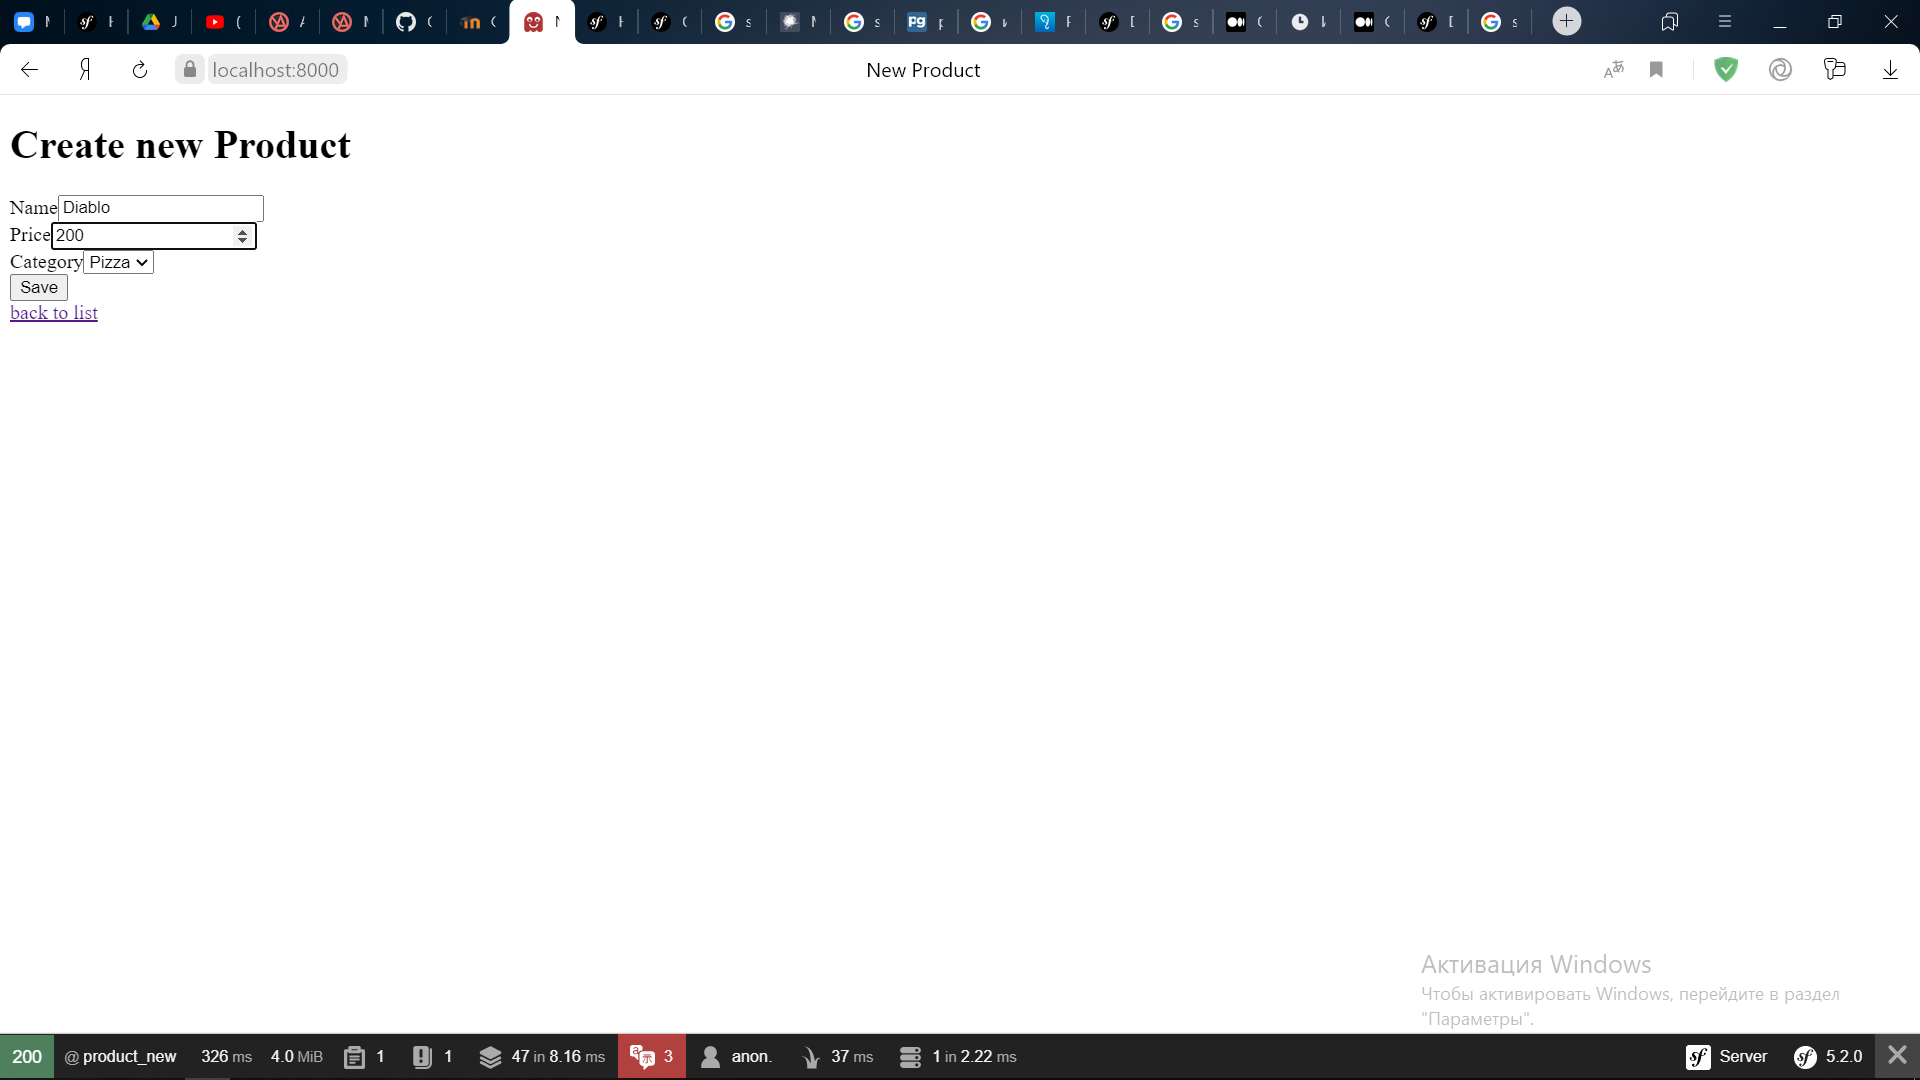 localhost:8000
New Product
Create new Product
Name Diablo
Price 200
Category Pizza
Save
back to list
Активация Windows
Чтобы активировать Windows, перейдите в раздел
"Параметры".
200 @ product_new 326 ms 4.0 MiB 1 1 47 in 8.16 ms 3 anon. 37 ms 1 in 2.22 ms Server 5.2.0